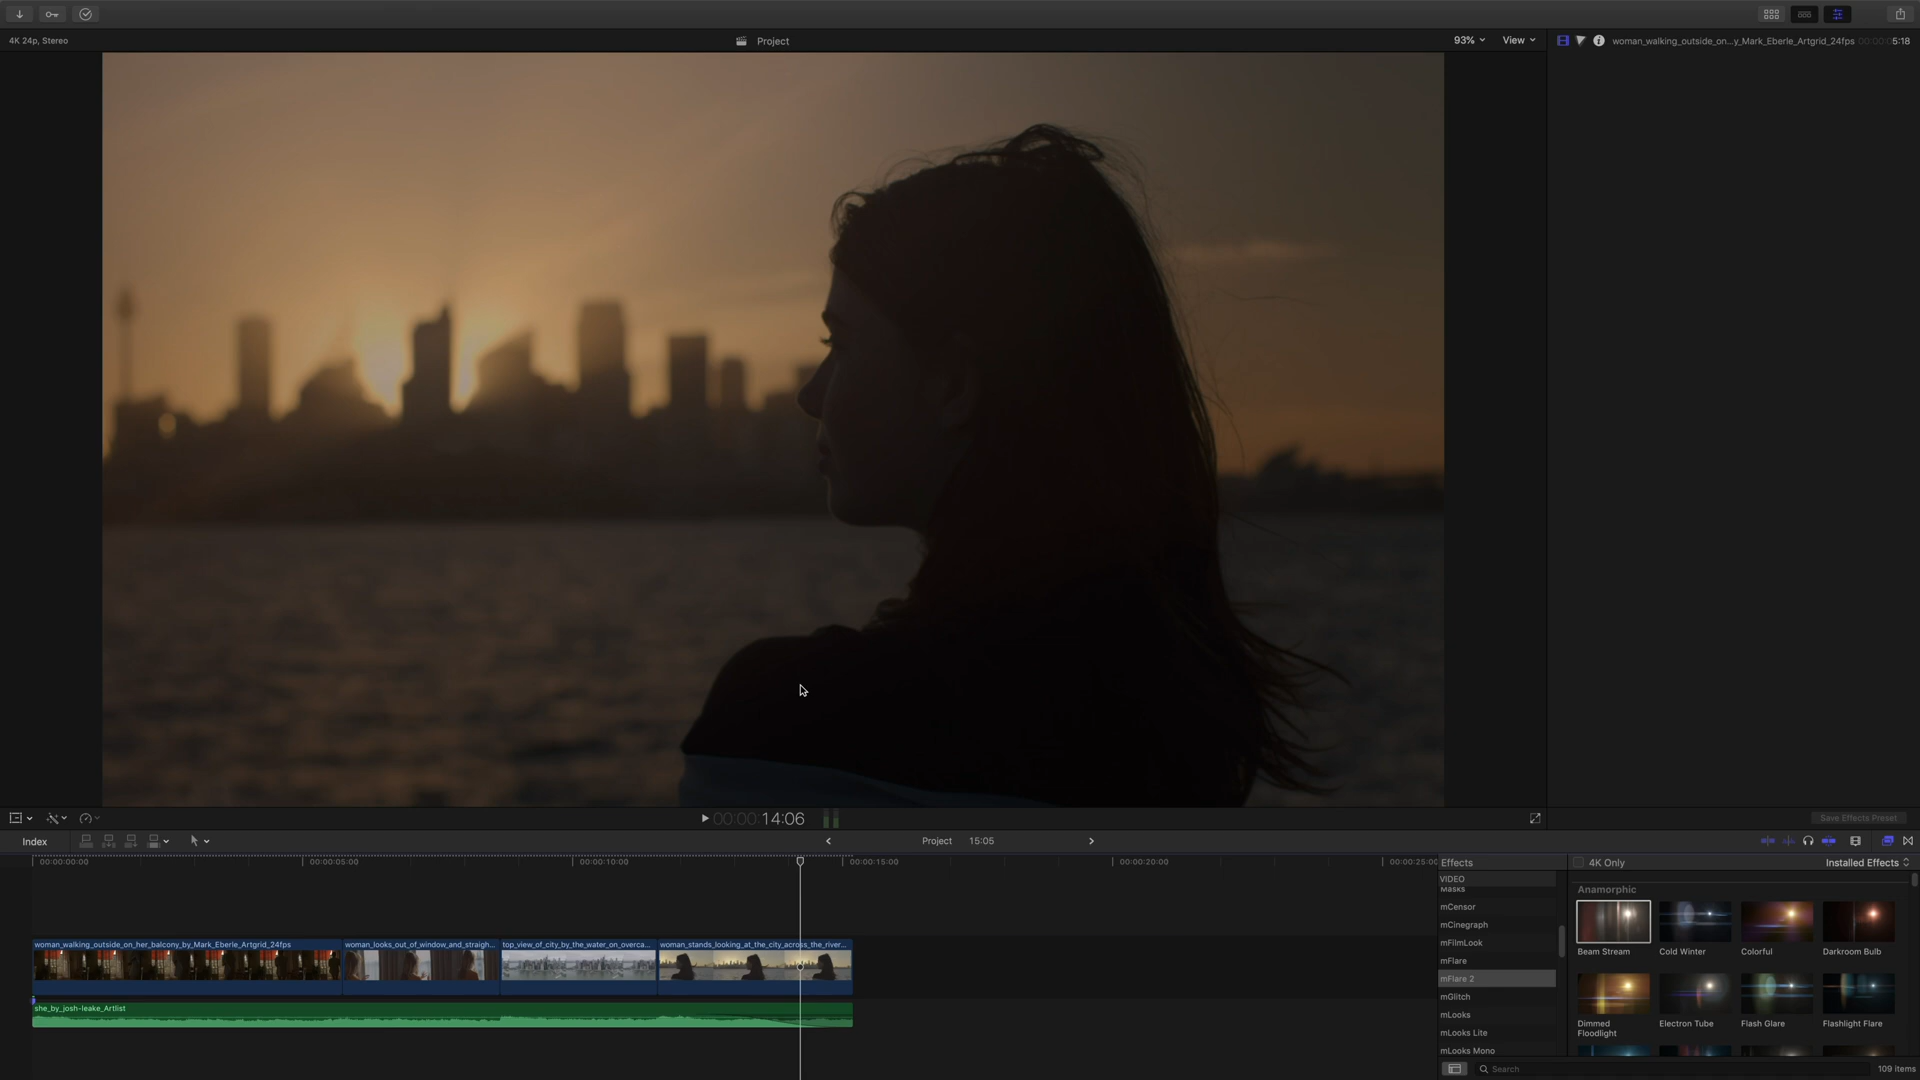 4K 24p, Stereo
Project
93%
View
woman_walking_outside_on...y_Mark_Eberle_Artgrid_24fps
00:00:05:18
00:00:00:14:06
Save Effects Preset
Index
Project 15:05
00:00:00:00
00:00:05:00
00:00:10:00
00:00:15:00
00:00:20:00
00:00:25:00
Effects
4K Only
Installed Effects
VIDEO
Masks
mCensor
mCinegraph
mFilmLook
mFlare
mFlare 2
mGlitch
mLooks
mLooks Lite
mLooks Mono
Anamorphic
Beam Stream
Cold Winter
Colorful
Darkroom Bulb
Dimmed
Floodlight
Electron Tube
Flash Glare
Flashlight Flare
woman_walking_outside_on_her_balcony_by_Mark_Eberle_Artgrid_24fps
woman_looks_out_of_window_and_straigh...
top_view_of_city_by_the_water_on_overca...
woman_stands_looking_at_the_city_across_the_river...
she_by_josh-leake_Artlist
Search
109 items